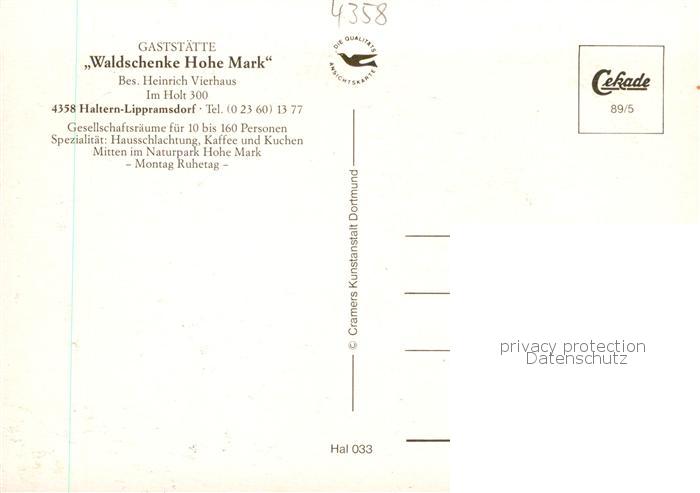 4358
GASTSTÄTTE
„Waldschenke Hohe Mark“
Bes. Heinrich Vierhaus
Im Holt 300
4358 Haltern-Lippramsdorf · Tel. (0 23 60) 13 77
Gesellschaftsräume für 10 bis 160 Personen
Spezialität: Hausschlachtung, Kaffee und Kuchen
Mitten im Naturpark Hohe Mark
– Montag Ruhetag –
DIE QUALITÄTS
ANSICHTSKARTE
Cekade
89/5
© Cramers Kunstanstalt Dortmund
privacy protection
Datenschutz
Hal 033